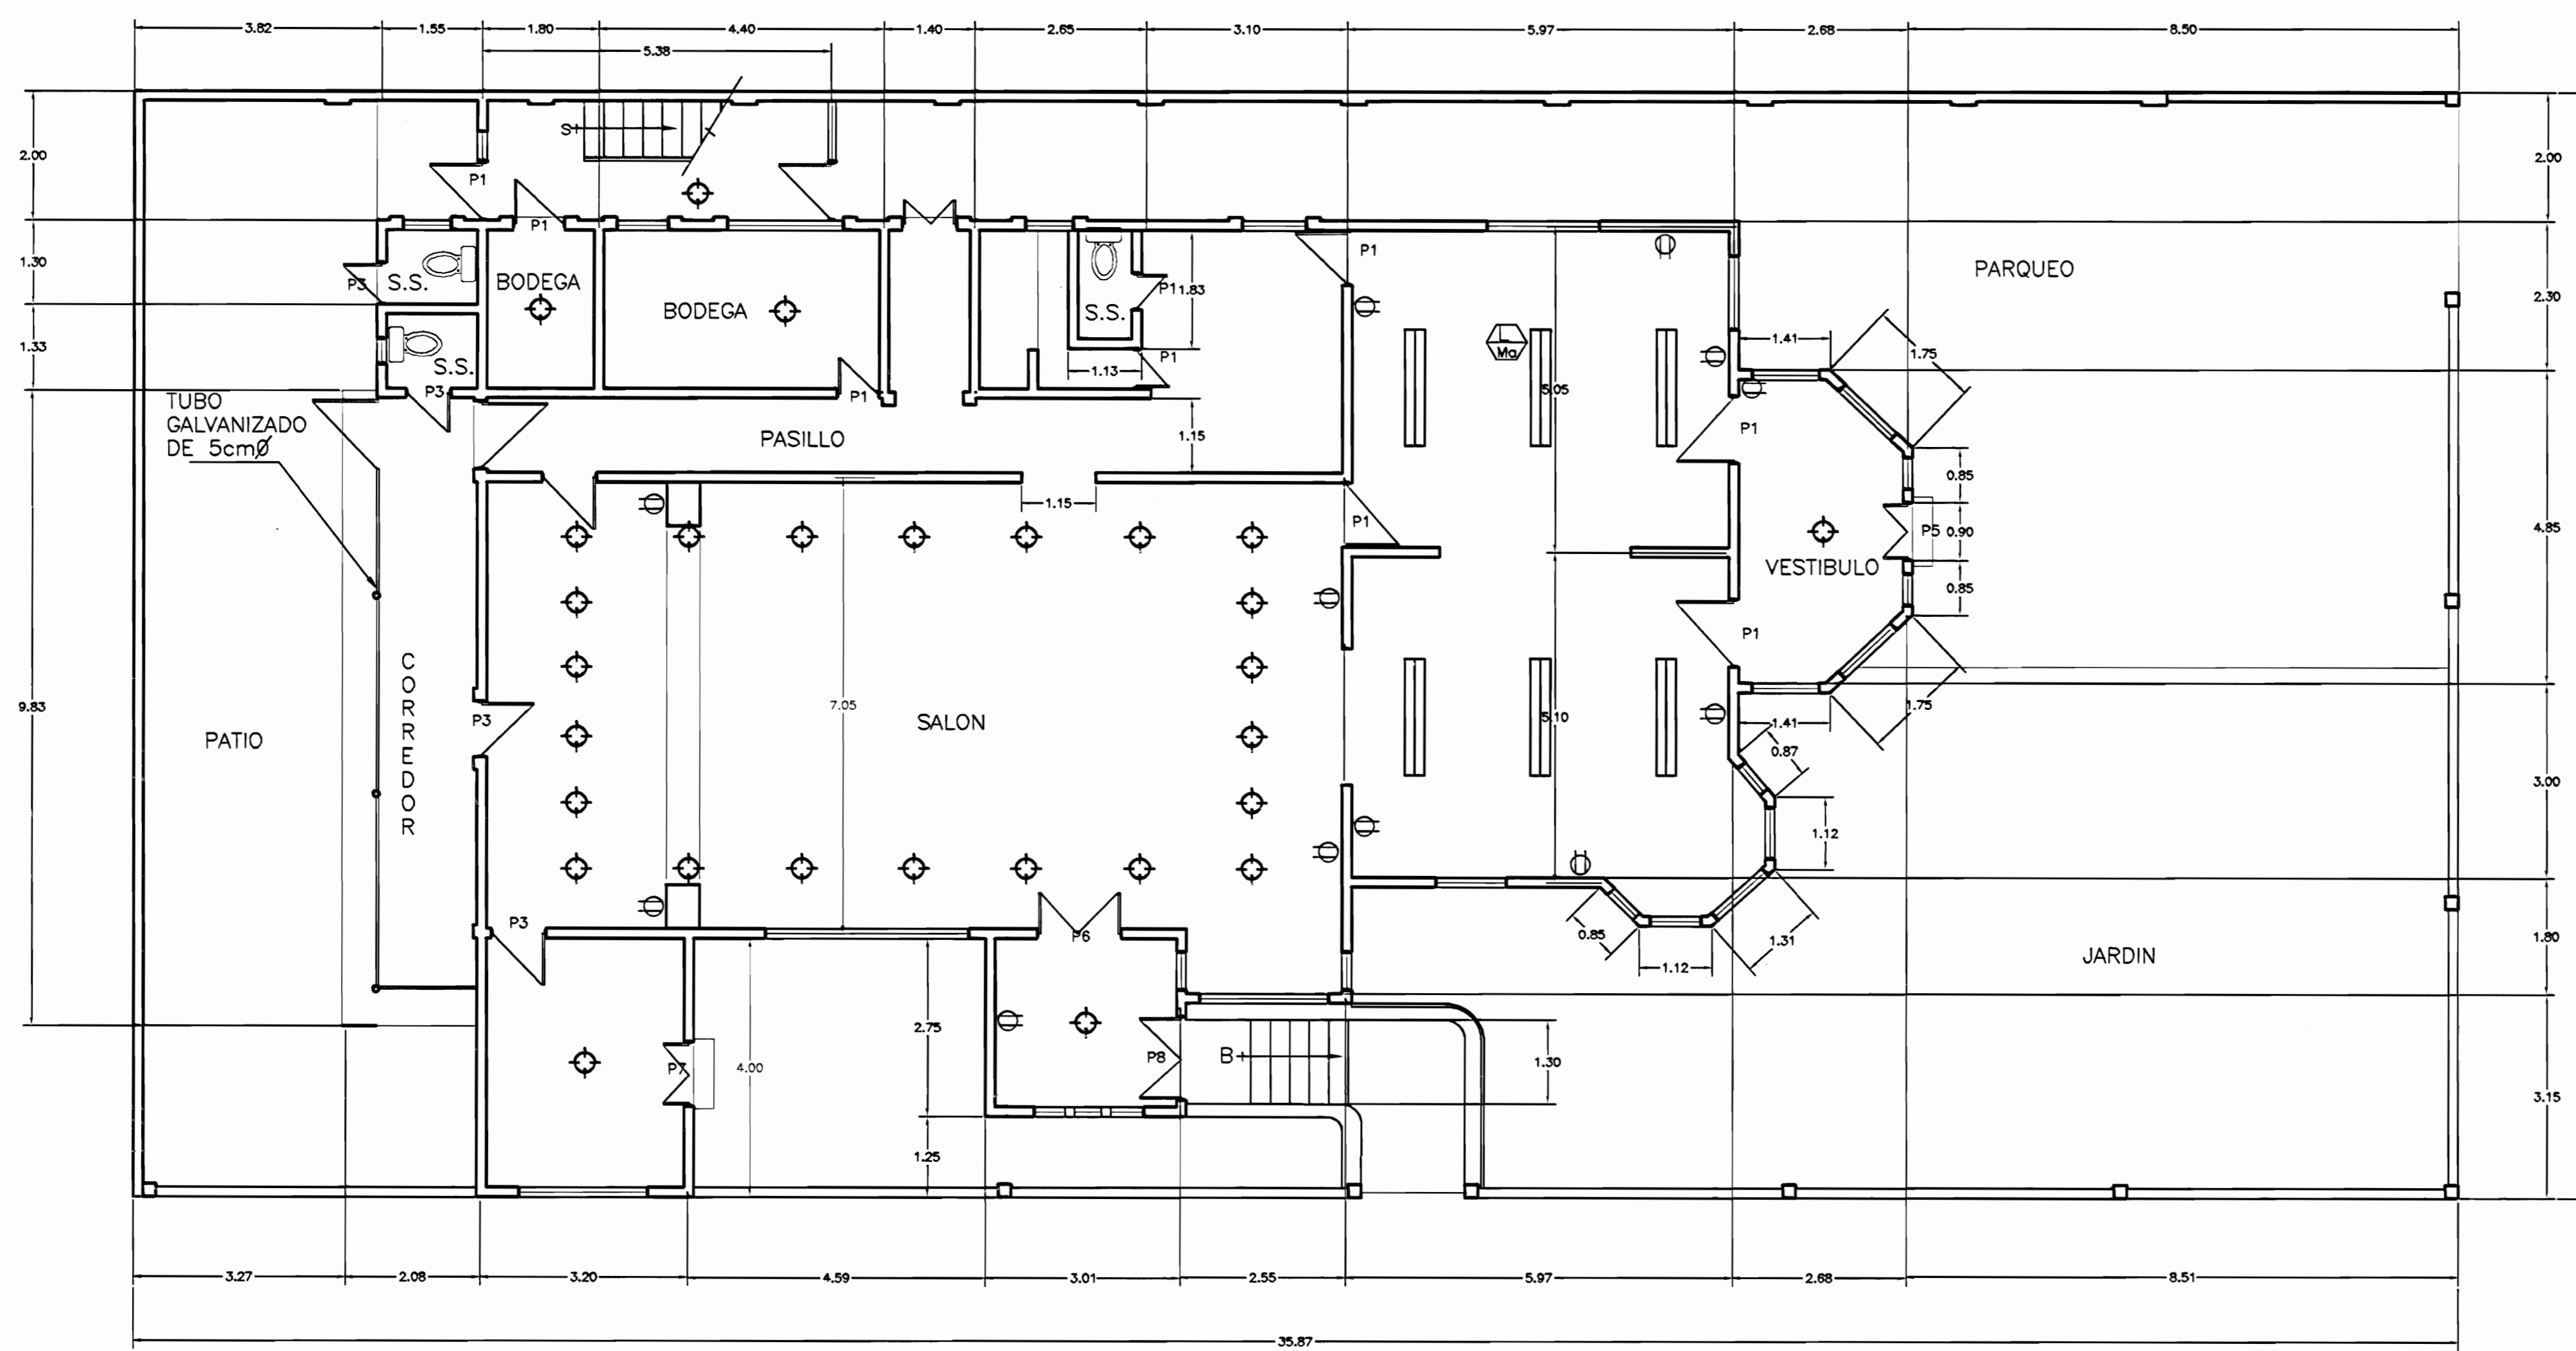 3.82 1.55 1.80 4.40 1.40 2.65 3.10 5.97 2.68 8.50
5.38
S
2.00
2.00
P1
P1
P1
1.30
P3
S.S.
BODEGA
BODEGA
S.S.
P1
1.83
PARQUEO
2.30
L
Ma
1.33
S.S.
P3
1.13
P1
P1
1.41
1.75
5.05
TUBO
GALVANIZADO
DE 5cmØ
PASILLO
1.15
P1
0.85
1.15
P1
P5
0.90
4.85
VESTIBULO
0.85
P1
CORREDOR
9.83
PATIO
P3
7.05
SALON
5.10
1.41
1.75
0.87
3.00
1.12
P3
P6
0.85
1.31
1.12
1.80
JARDIN
2.75
P7
4.00
P8
B
1.30
3.15
1.25
3.27 2.08 3.20 4.59 3.01 2.55 5.97 2.68 8.51
35.87